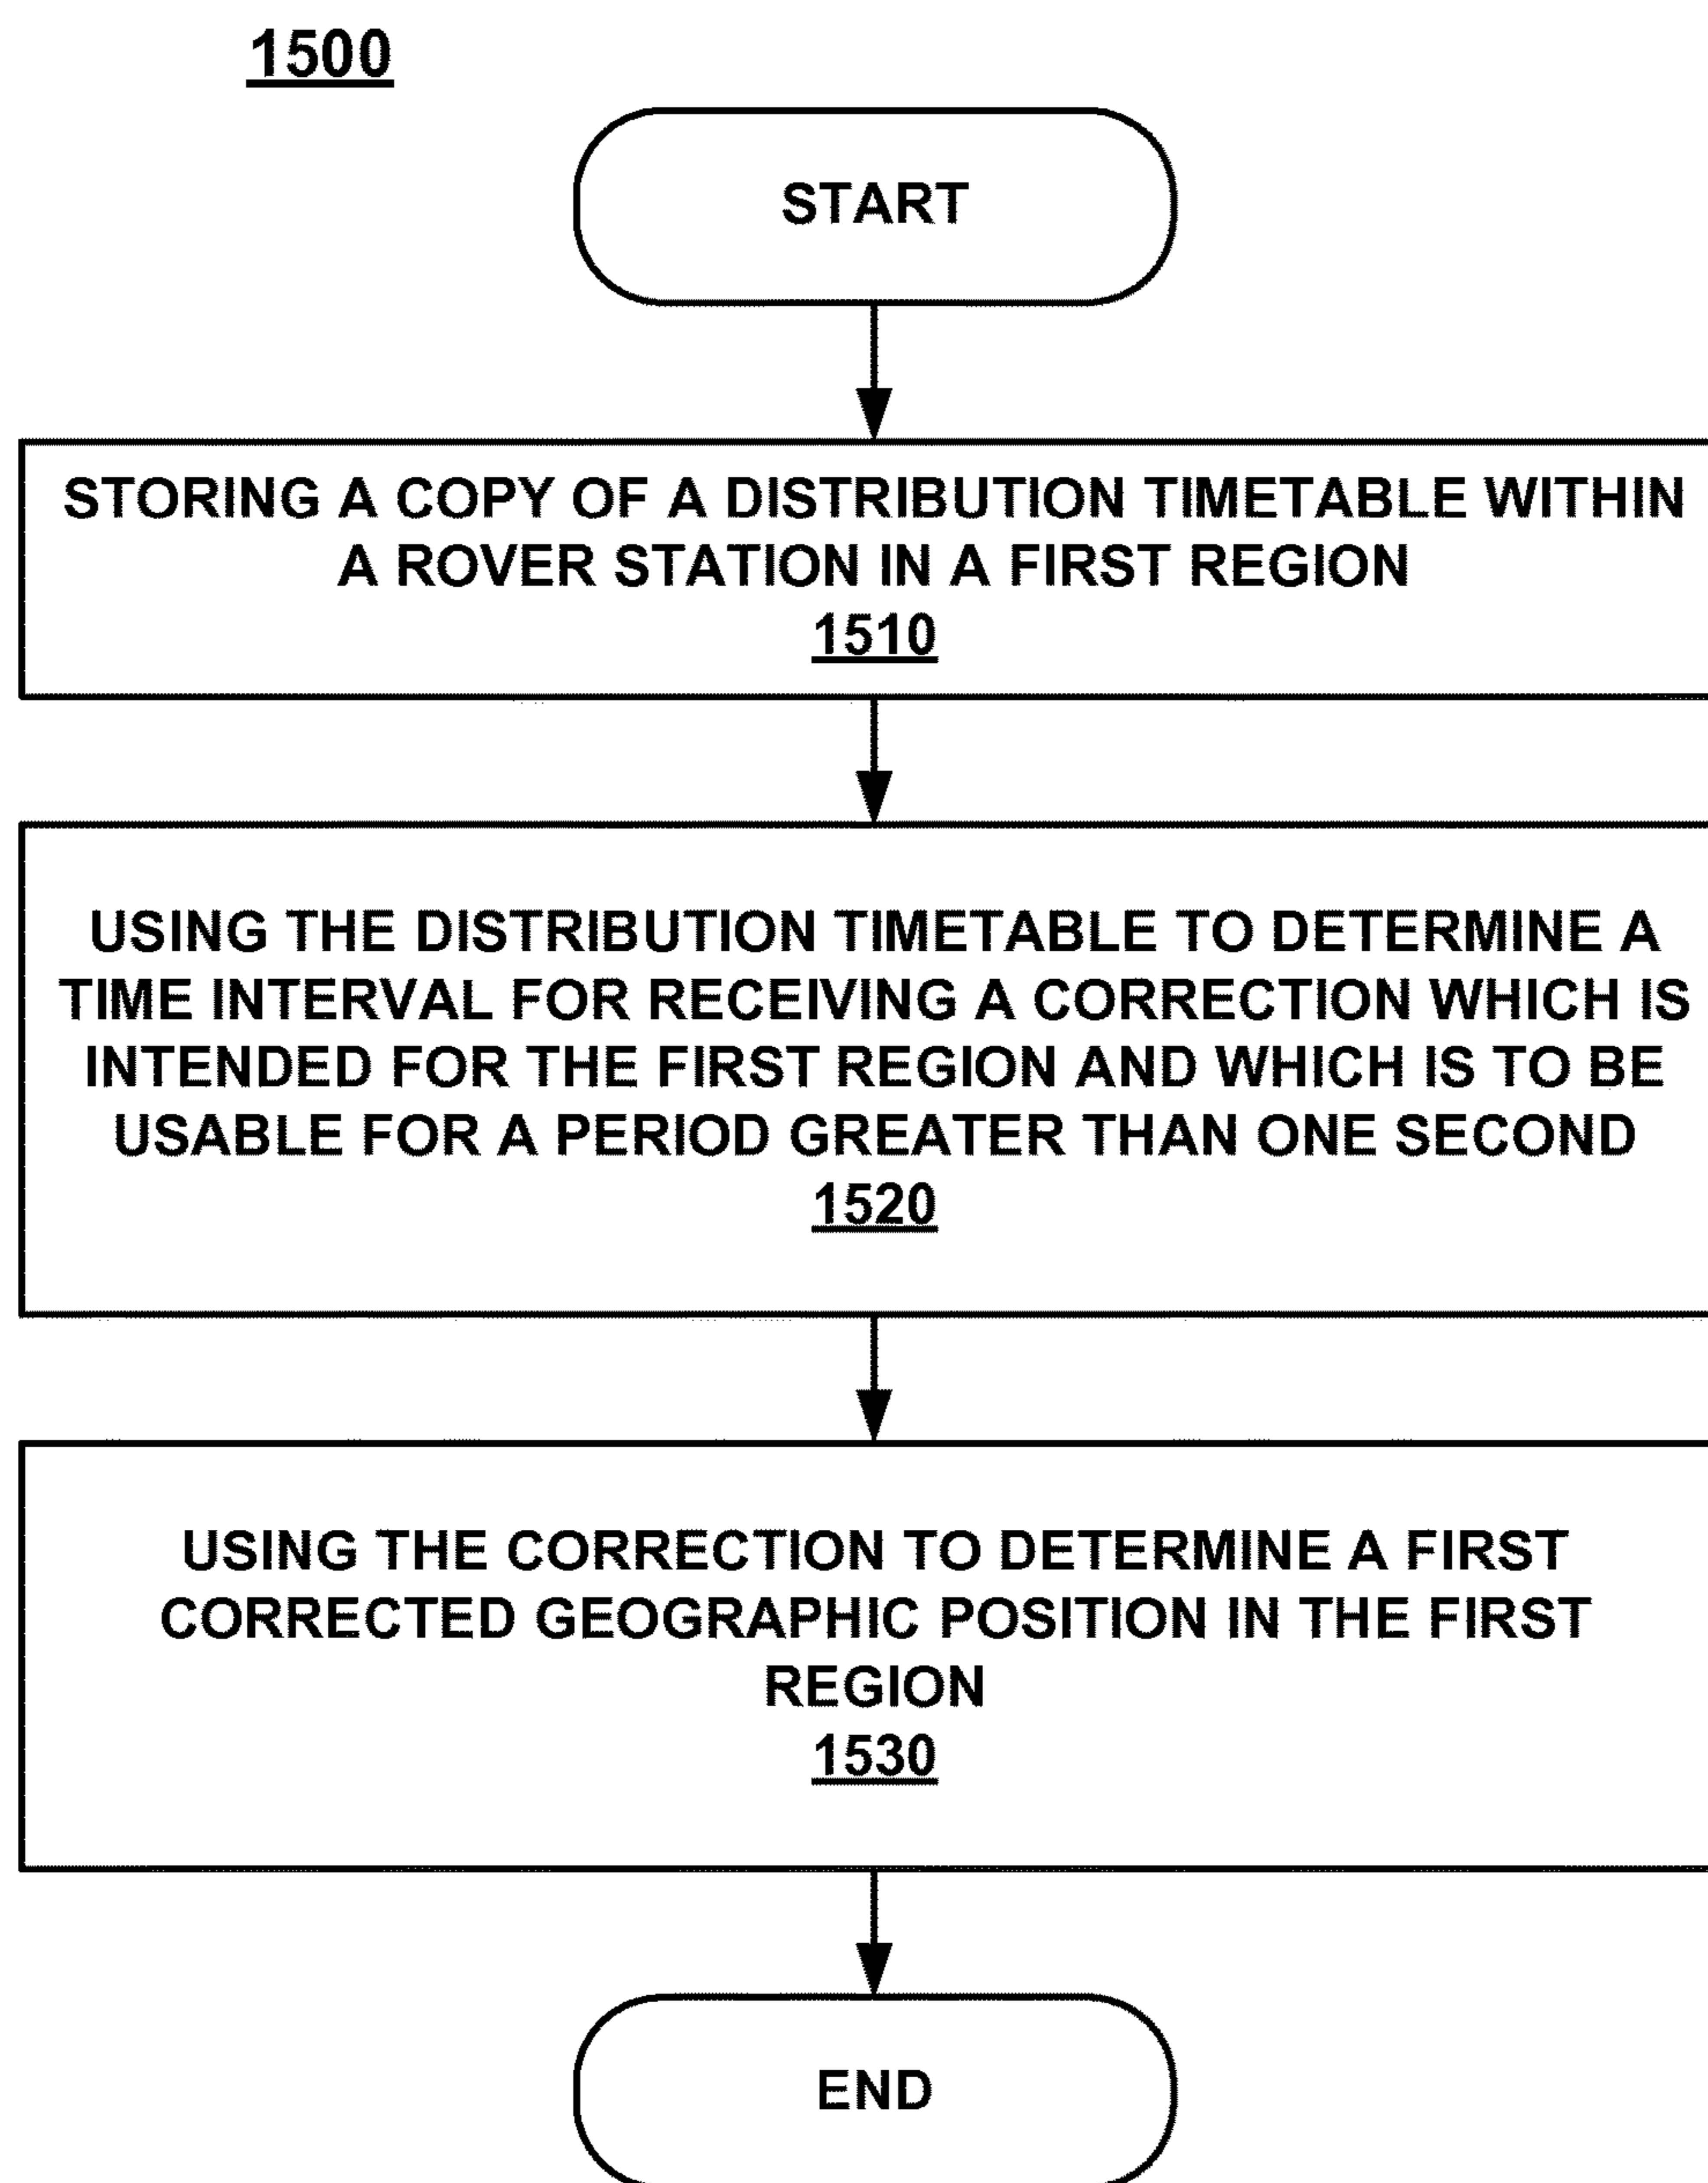 1500
START
STORING A COPY OF A DISTRIBUTION TIMETABLE WITHIN
A ROVER STATION IN A FIRST REGION
1510
USING THE DISTRIBUTION TIMETABLE TO DETERMINE A
TIME INTERVAL FOR RECEIVING A CORRECTION WHICH IS
INTENDED FOR THE FIRST REGION AND WHICH IS TO BE
USABLE FOR A PERIOD GREATER THAN ONE SECOND
1520
USING THE CORRECTION TO DETERMINE A FIRST
CORRECTED GEOGRAPHIC POSITION IN THE FIRST
REGION
1530
END